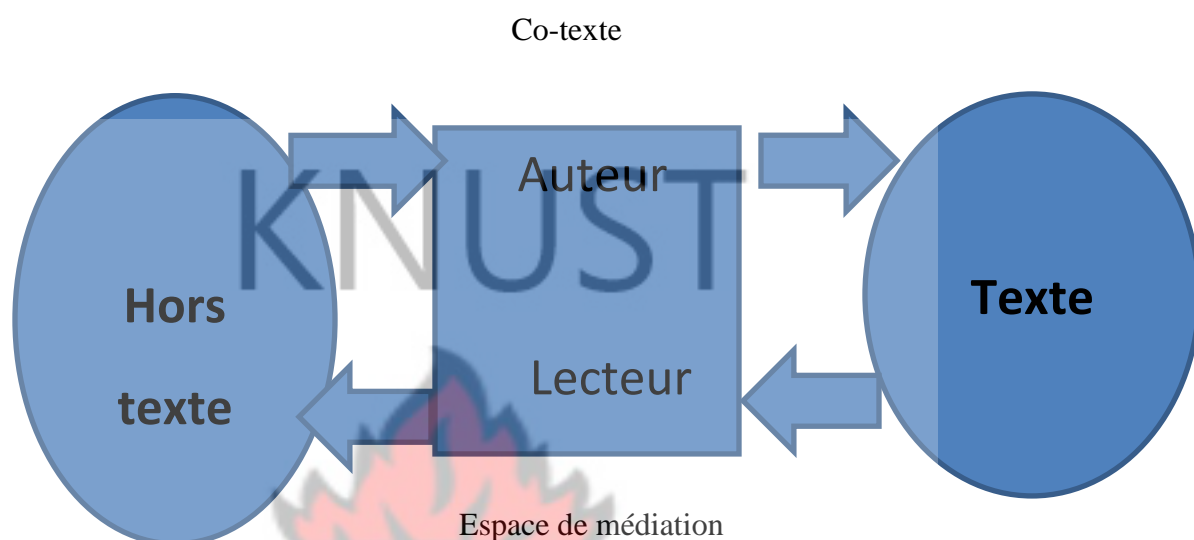 Co-texte
KNUST
Auteur
Hors
texte
Texte
Lecteur
Espace de médiation